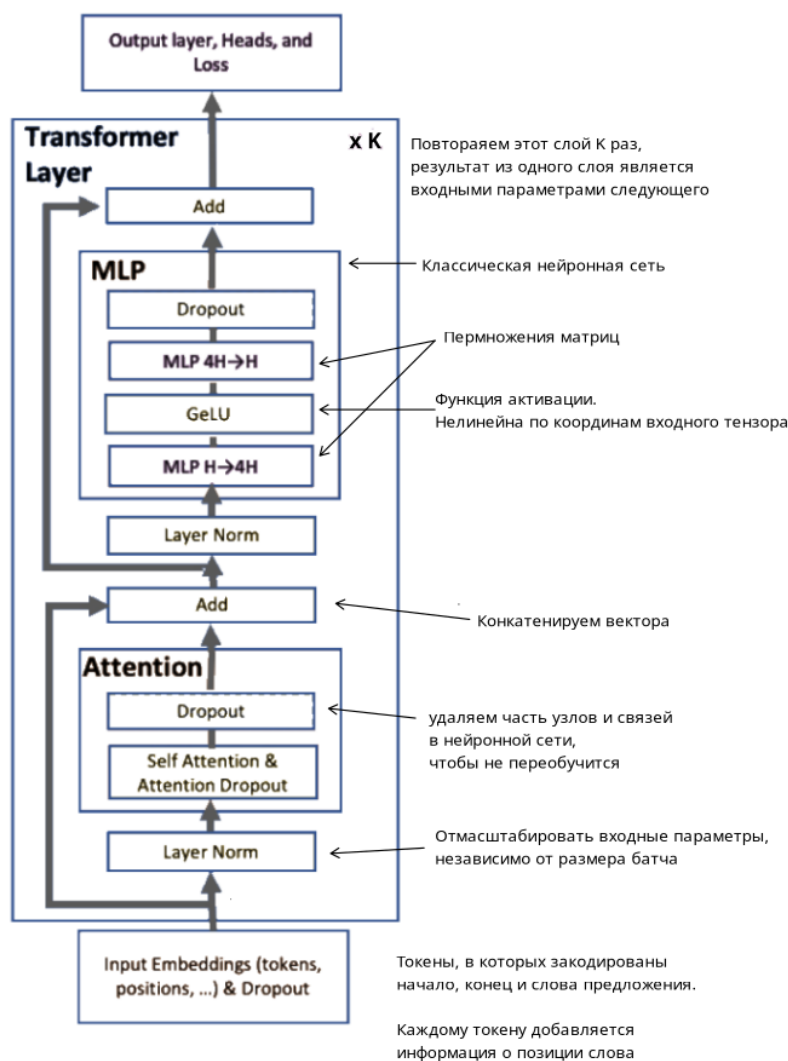 Output layer, Heads, and
Loss
Transformer
Layer
x K
Повтораяем этот слой K раз,
результат из одного слоя является
входными параметрами следующего
Add
MLP
Классическая нейронная сеть
Dropout
Пермножения матриц
MLP 4H→H
Функция активации.
Нелинейна по координам входного тензора
GeLU
MLP H→4H
Layer Norm
Add
Конкатенируем вектора
Attention
Dropout
удаляем часть узлов и связей
в нейронной сети,
чтобы не переобучится
Self Attention &
Attention Dropout
Отмасштабировать входные параметры,
независимо от размера батча
Layer Norm
Input Embeddings (tokens,
positions, ...) & Dropout
Токены, в которых закодированы
начало, конец и слова предложения.
Каждому токену добавляется
информация о позиции слова